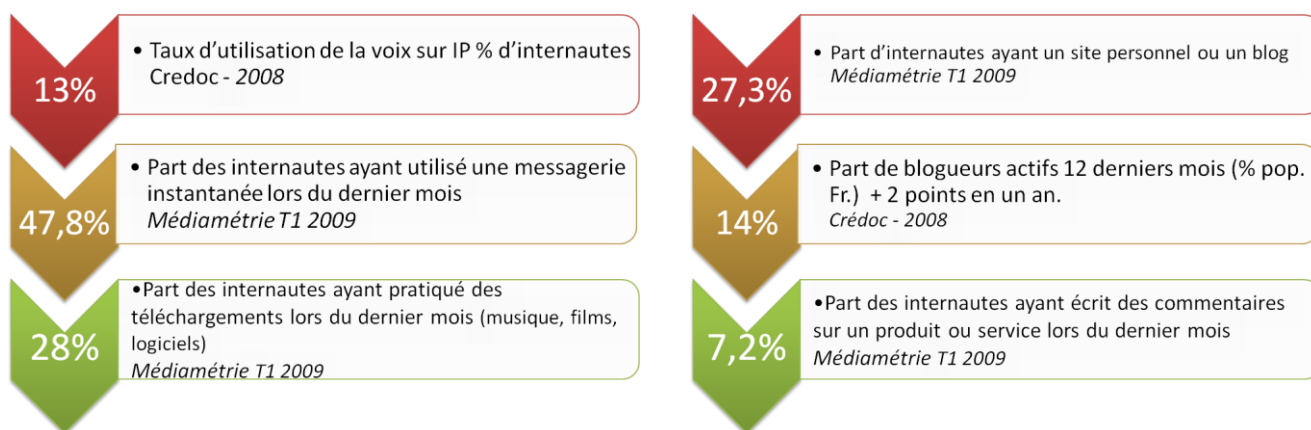 13%
• Taux d'utilisation de la voix sur IP % d'internautes
Credoc - 2008
47,8%
• Part des internautes ayant utilisé une messagerie
instantanée lors du dernier mois
Médiamétrie T1 2009
28%
•Part des internautes ayant pratiqué des
téléchargements lors du dernier mois (musique, films,
logiciels)
Médiamétrie T1 2009
27,3%
• Part d'internautes ayant un site personnel ou un blog
Médiamétrie T1 2009
14%
• Part de blogueurs actifs 12 derniers mois (% pop.
Fr.) + 2 points en un an.
Crédoc - 2008
7,2%
•Part des internautes ayant écrit des commentaires
sur un produit ou service lors du dernier mois
Médiamétrie T1 2009